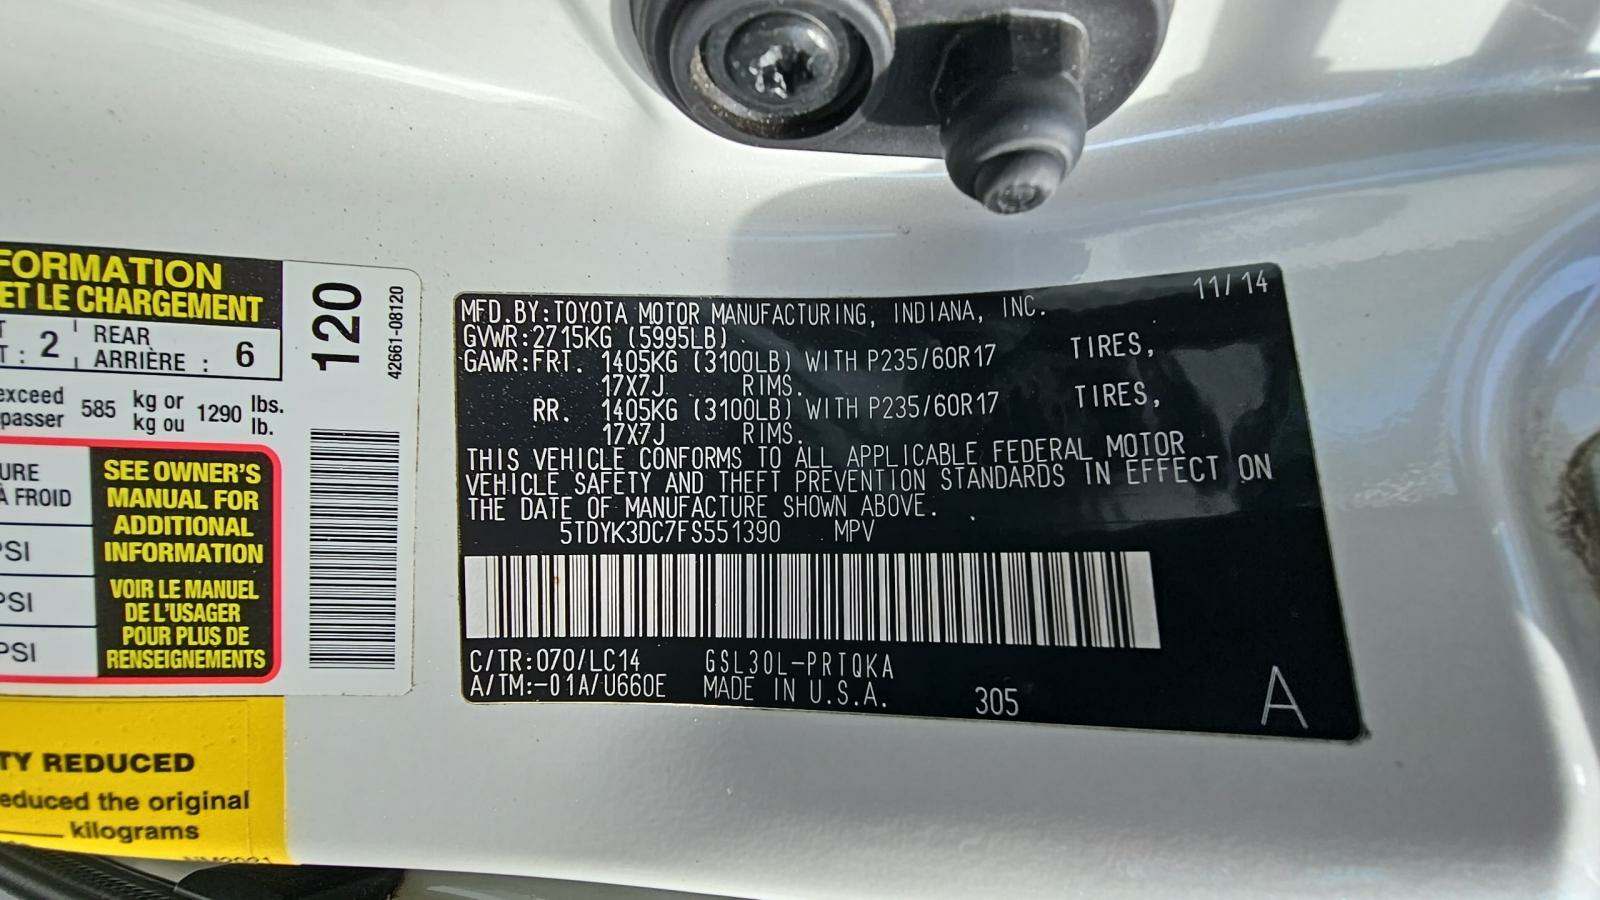 FORMATION
ET LE CHARGEMENT
: 2 REAR
ARRIÈRE : 6
exceed 585 kg or 1290 lbs.
passer kg ou lb.
120
42661-08120
URE
À FROID
PSI
PSI
PSI
SEE OWNER'S
MANUAL FOR
ADDITIONAL
INFORMATION
VOIR LE MANUEL
DE L'USAGER
POUR PLUS DE
RENSEIGNEMENTS
TY REDUCED
educed the original
kilograms
11/14
MFD.BY:TOYOTA MOTOR MANUFACTURING, INDIANA, INC.
GVWR:2715KG (5995LB)
GAWR:FRT. 1405KG (3100LB) WITH P235/60R17 TIRES,
17X7J RIMS.
RR. 1405KG (3100LB) WITH P235/60R17 TIRES,
17X7J RIMS.
THIS VEHICLE CONFORMS TO ALL APPLICABLE FEDERAL MOTOR
VEHICLE SAFETY AND THEFT PREVENTION STANDARDS IN EFFECT ON
THE DATE OF MANUFACTURE SHOWN ABOVE.
5TDYK3DC7FS551390 MPV
C/TR:070/LC14 GSL30L-PRTQKA
A/TM:-01A/U660E MADE IN U.S.A. 305 A